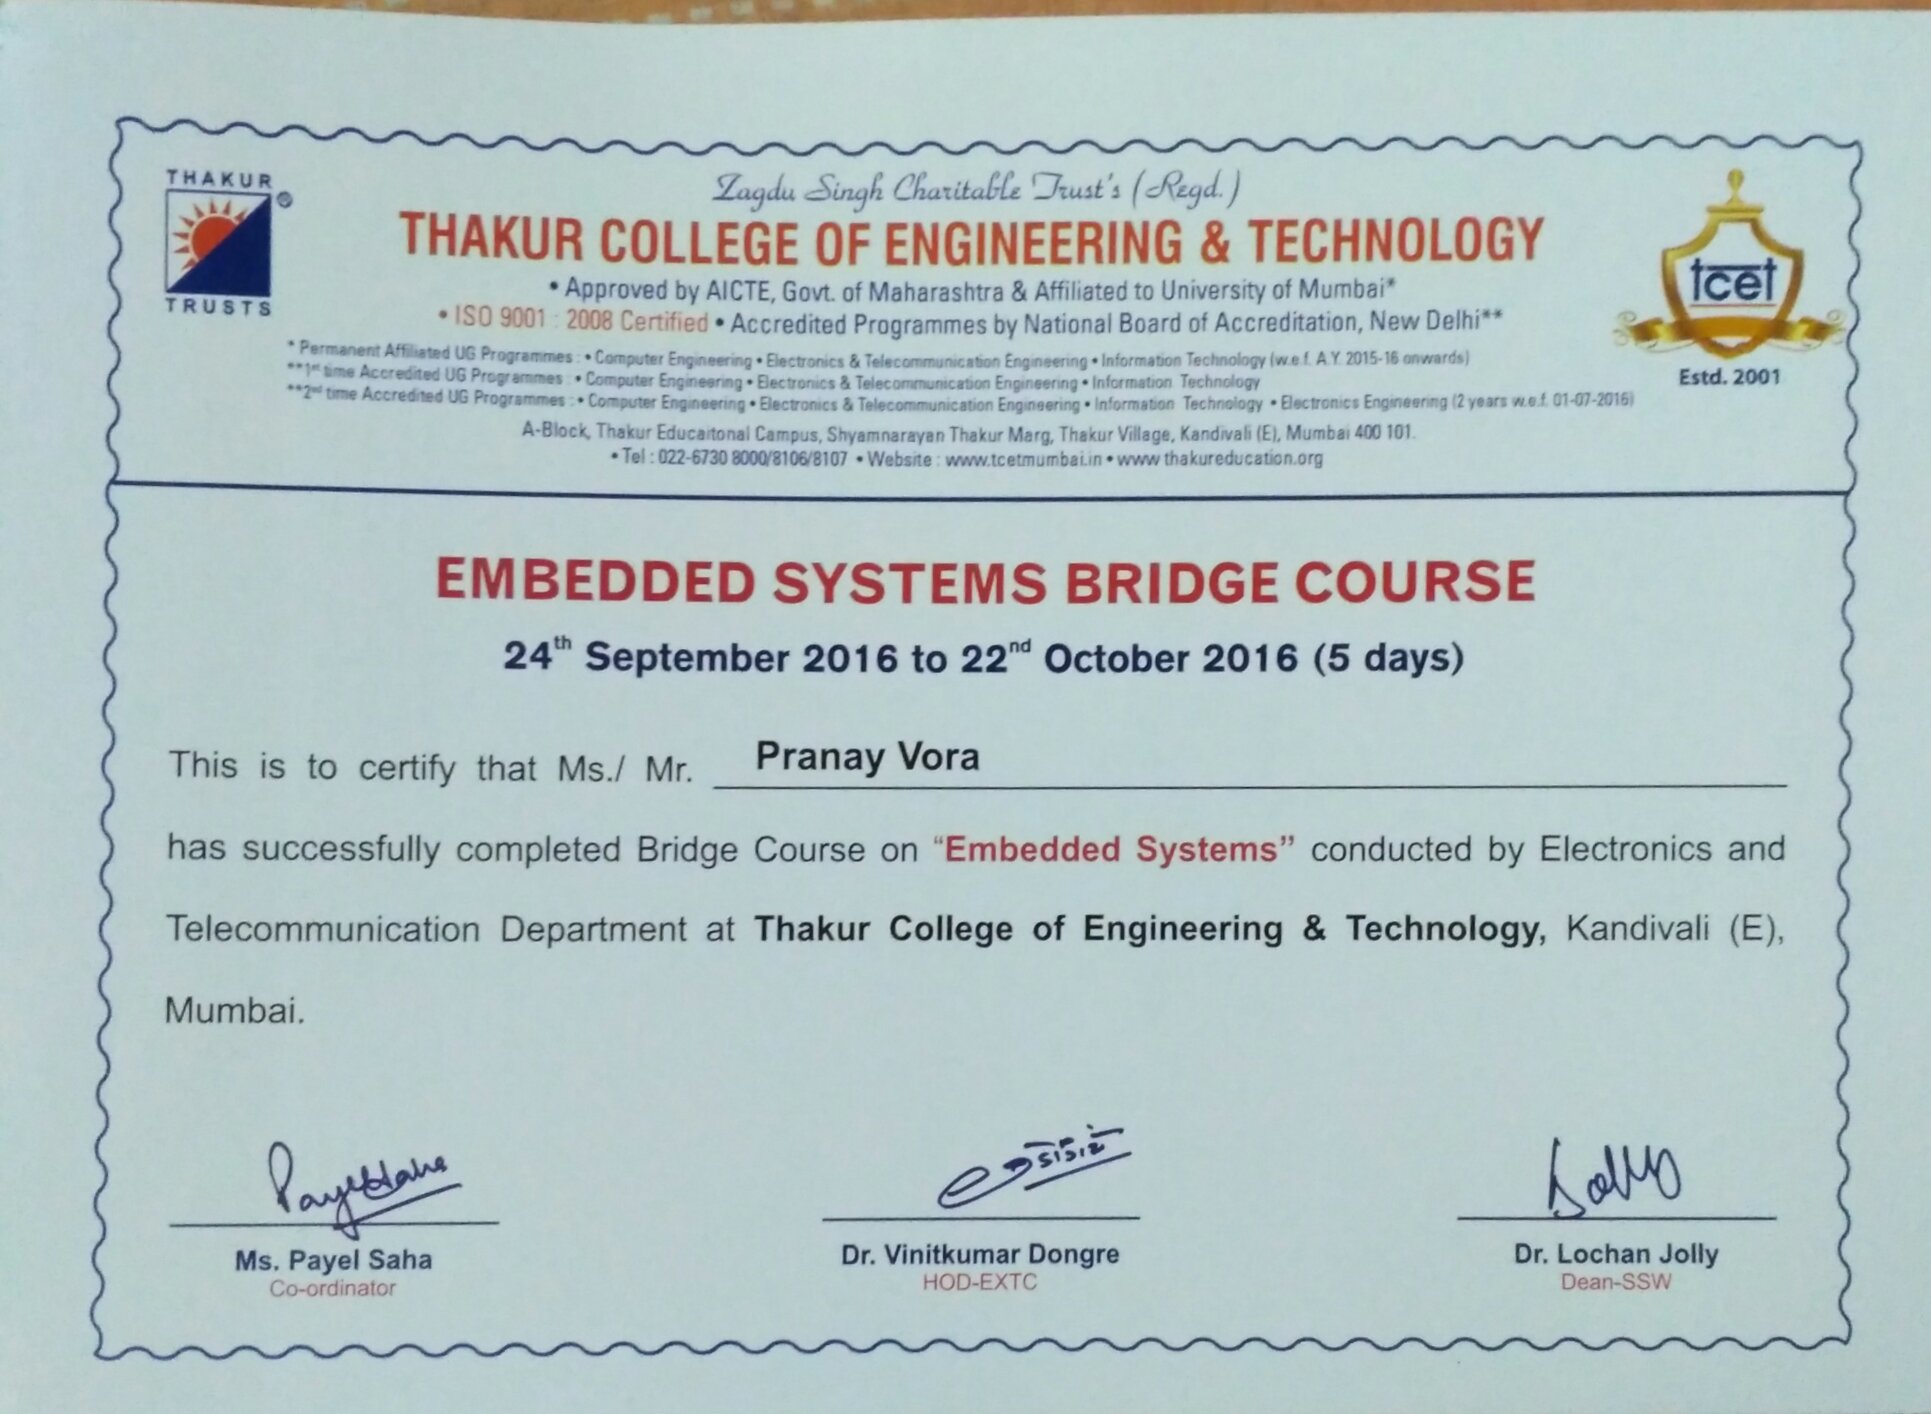 THAKUR
®
TRUSTS
Zagdu Singh Charitable Trust's (Regd.)
THAKUR COLLEGE OF ENGINEERING & TECHNOLOGY
• Approved by AICTE, Govt. of Maharashtra & Affiliated to University of Mumbai*
• ISO 9001 : 2008 Certified • Accredited Programmes by National Board of Accreditation, New Delhi**
* Permanent Affiliated UG Programmes : • Computer Engineering • Electronics & Telecommunication Engineering • Information Technology (w.e.f. A.Y. 2015-16 onwards)
**1st time Accredited UG Programmes : • Computer Engineering • Electronics & Telecommunication Engineering • Information Technology
**2nd time Accredited UG Programmes : • Computer Engineering • Electronics & Telecommunication Engineering • Information Technology • Electronics Engineering (2 years w.e.f. 01-07-2016)
A-Block, Thakur Educaitonal Campus, Shyamnarayan Thakur Marg, Thakur Village, Kandivali (E), Mumbai 400 101.
• Tel : 022-6730 8000/8106/8107 • Website : www.tcetmumbai.in • www thakureducation.org
tcet
Estd. 2001
EMBEDDED SYSTEMS BRIDGE COURSE
24th September 2016 to 22nd October 2016 (5 days)
This is to certify that Ms./ Mr. Pranay Vora
has successfully completed Bridge Course on “Embedded Systems” conducted by Electronics and
Telecommunication Department at Thakur College of Engineering & Technology, Kandivali (E),
Mumbai.
Payel Saha
Jolly
Ms. Payel Saha
Co-ordinator
Dr. Vinitkumar Dongre
HOD-EXTC
Dr. Lochan Jolly
Dean-SSW